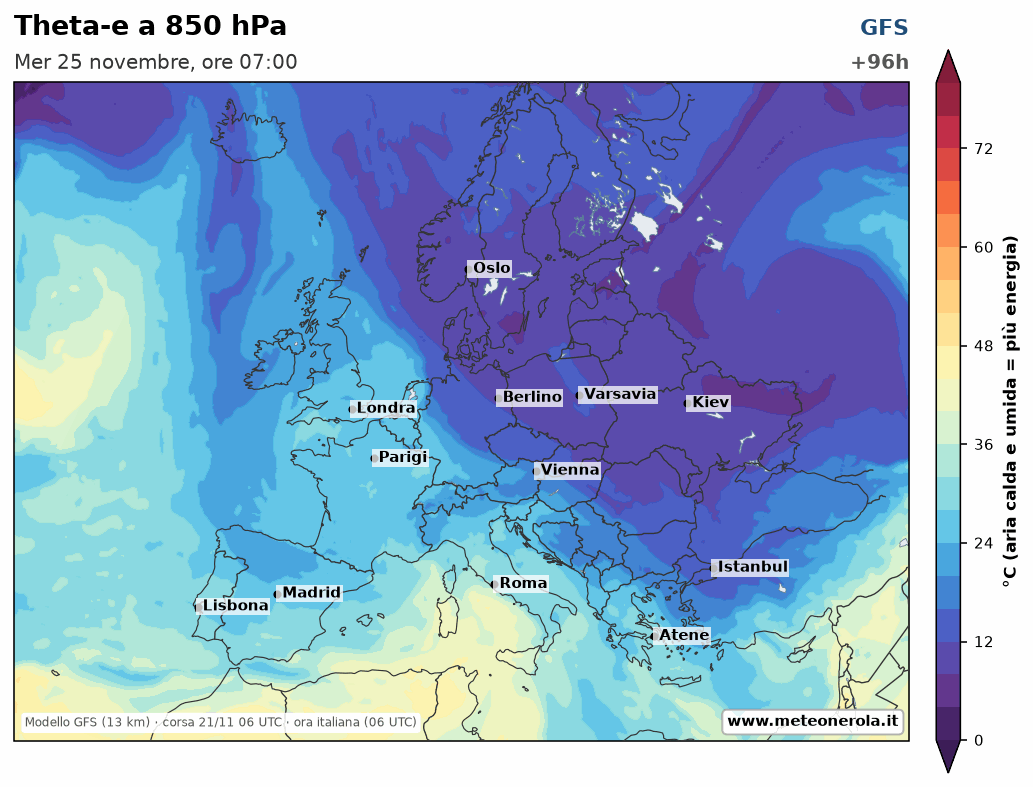 Theta-e a 850 hPa
GFS
Mer 25 novembre, ore 07:00
+96h
72
60
48
36
24
12
0
°C (aria calda e umida = più energia)
Oslo
Berlino
Varsavia
Kiev
Londra
Parigi
Vienna
Istanbul
Roma
Madrid
Lisbona
Atene
Modello GFS (13 km) · corsa 21/11 06 UTC · ora italiana (06 UTC)
www.meteonerola.it